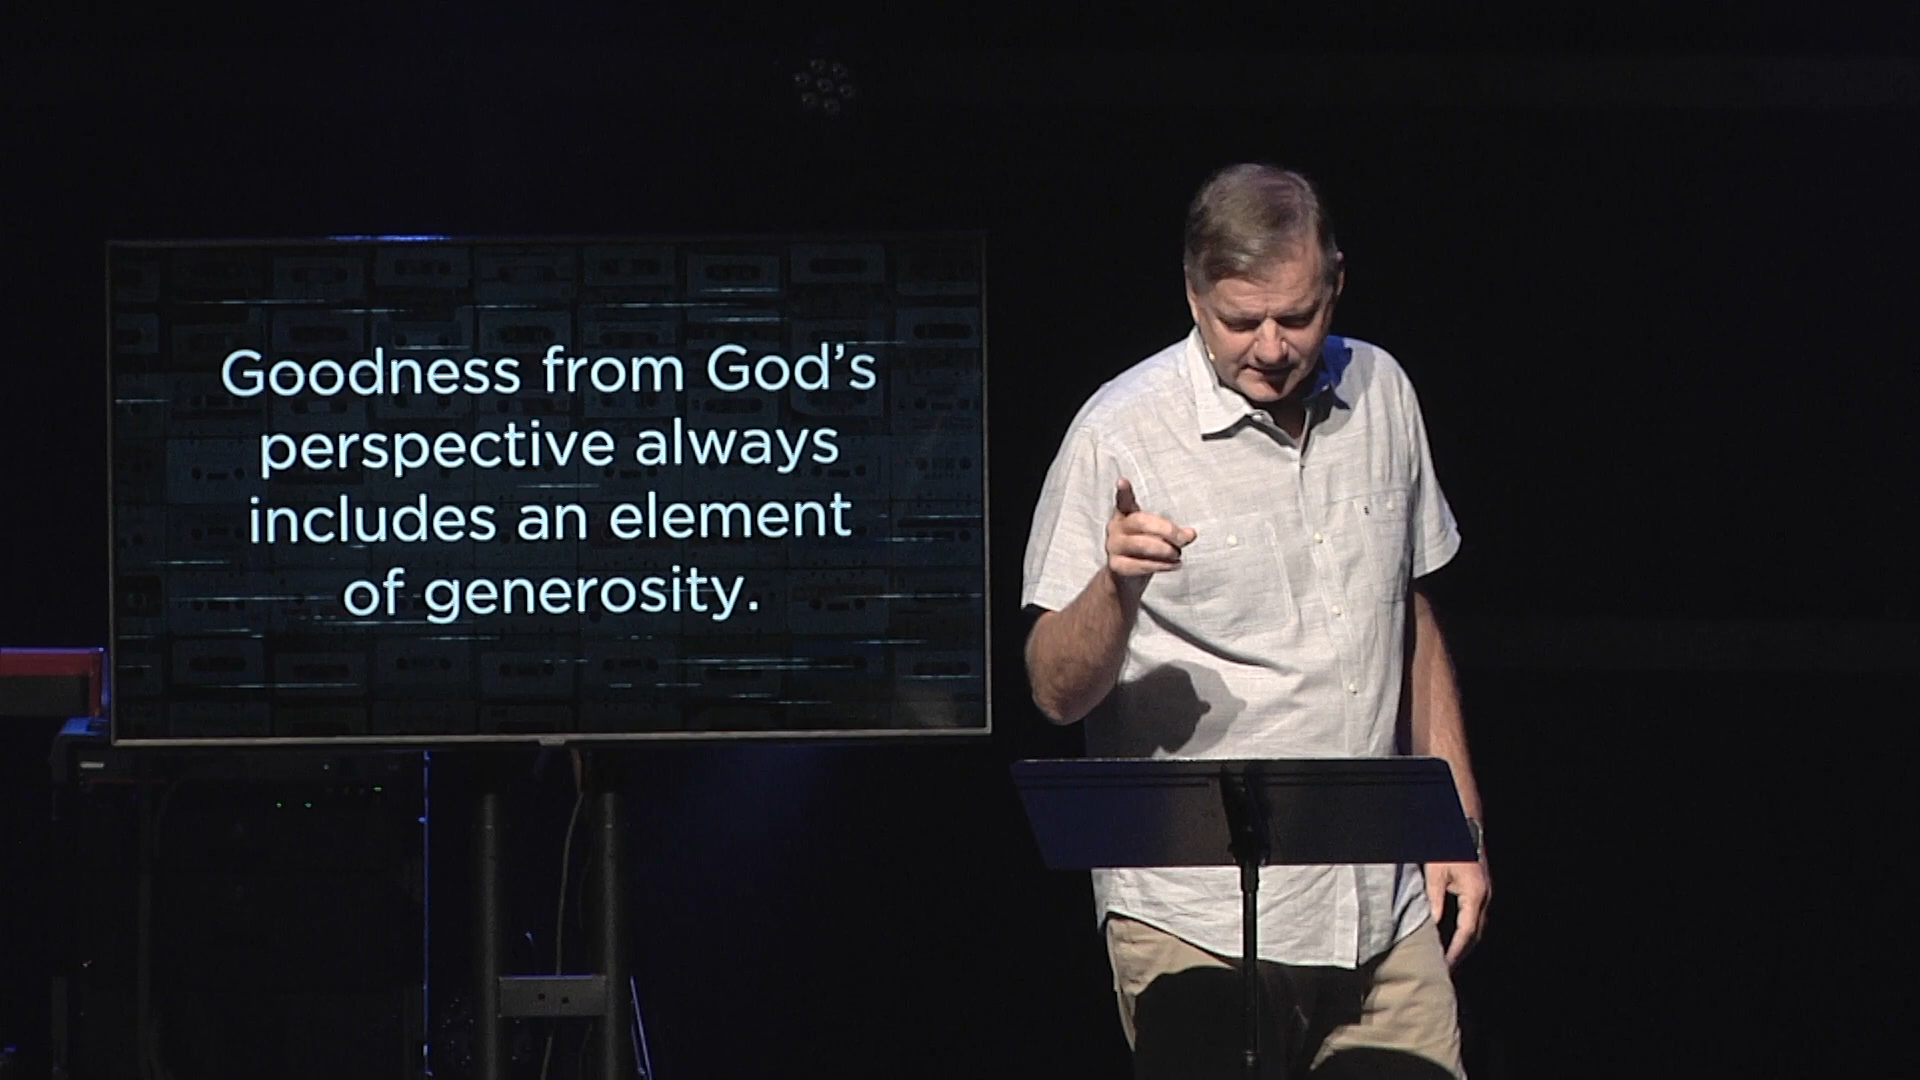 Goodness from God’s
perspective always
includes an element
of generosity.